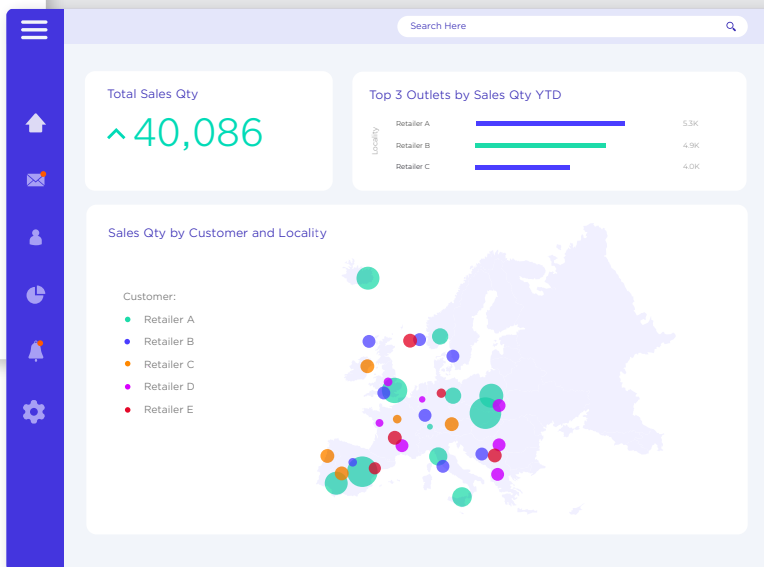 Search Here
Total Sales Qty
40,086
Top 3 Outlets by Sales Qty YTD
Locality
Retailer A 5.3K
Retailer B 4.9K
Retailer C 4.0K
Sales Qty by Customer and Locality
Customer:
Retailer A
Retailer B
Retailer C
Retailer D
Retailer E